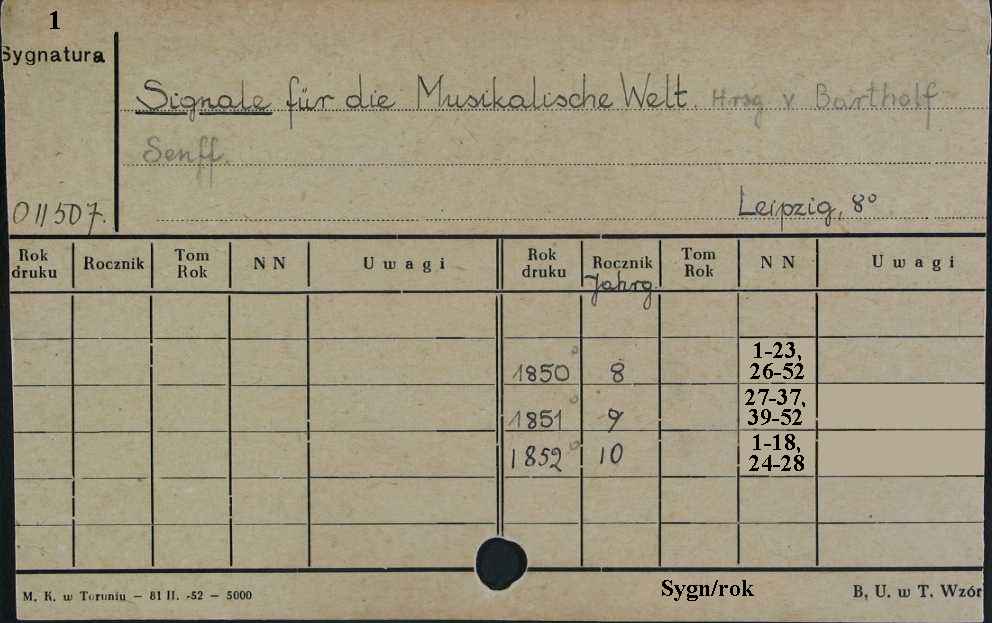 1
Sygnatura
Signale für die Musikalische Welt. Hrsg v Bartholf
Senff.
011507.
Leipzig, 8°
Rok druku Rocznik Tom Rok N N Uwagi Rok druku Rocznik Tom Rok N N Uwagi
Jahrg
1850° 8 1-23, 26-52
1851° 9 27-37, 39-52
1852° 10 1-18, 24-28
Sygn/rok
M. K. w Toruniu — 81 II. -52 — 5000
B. U. w T. Wzór